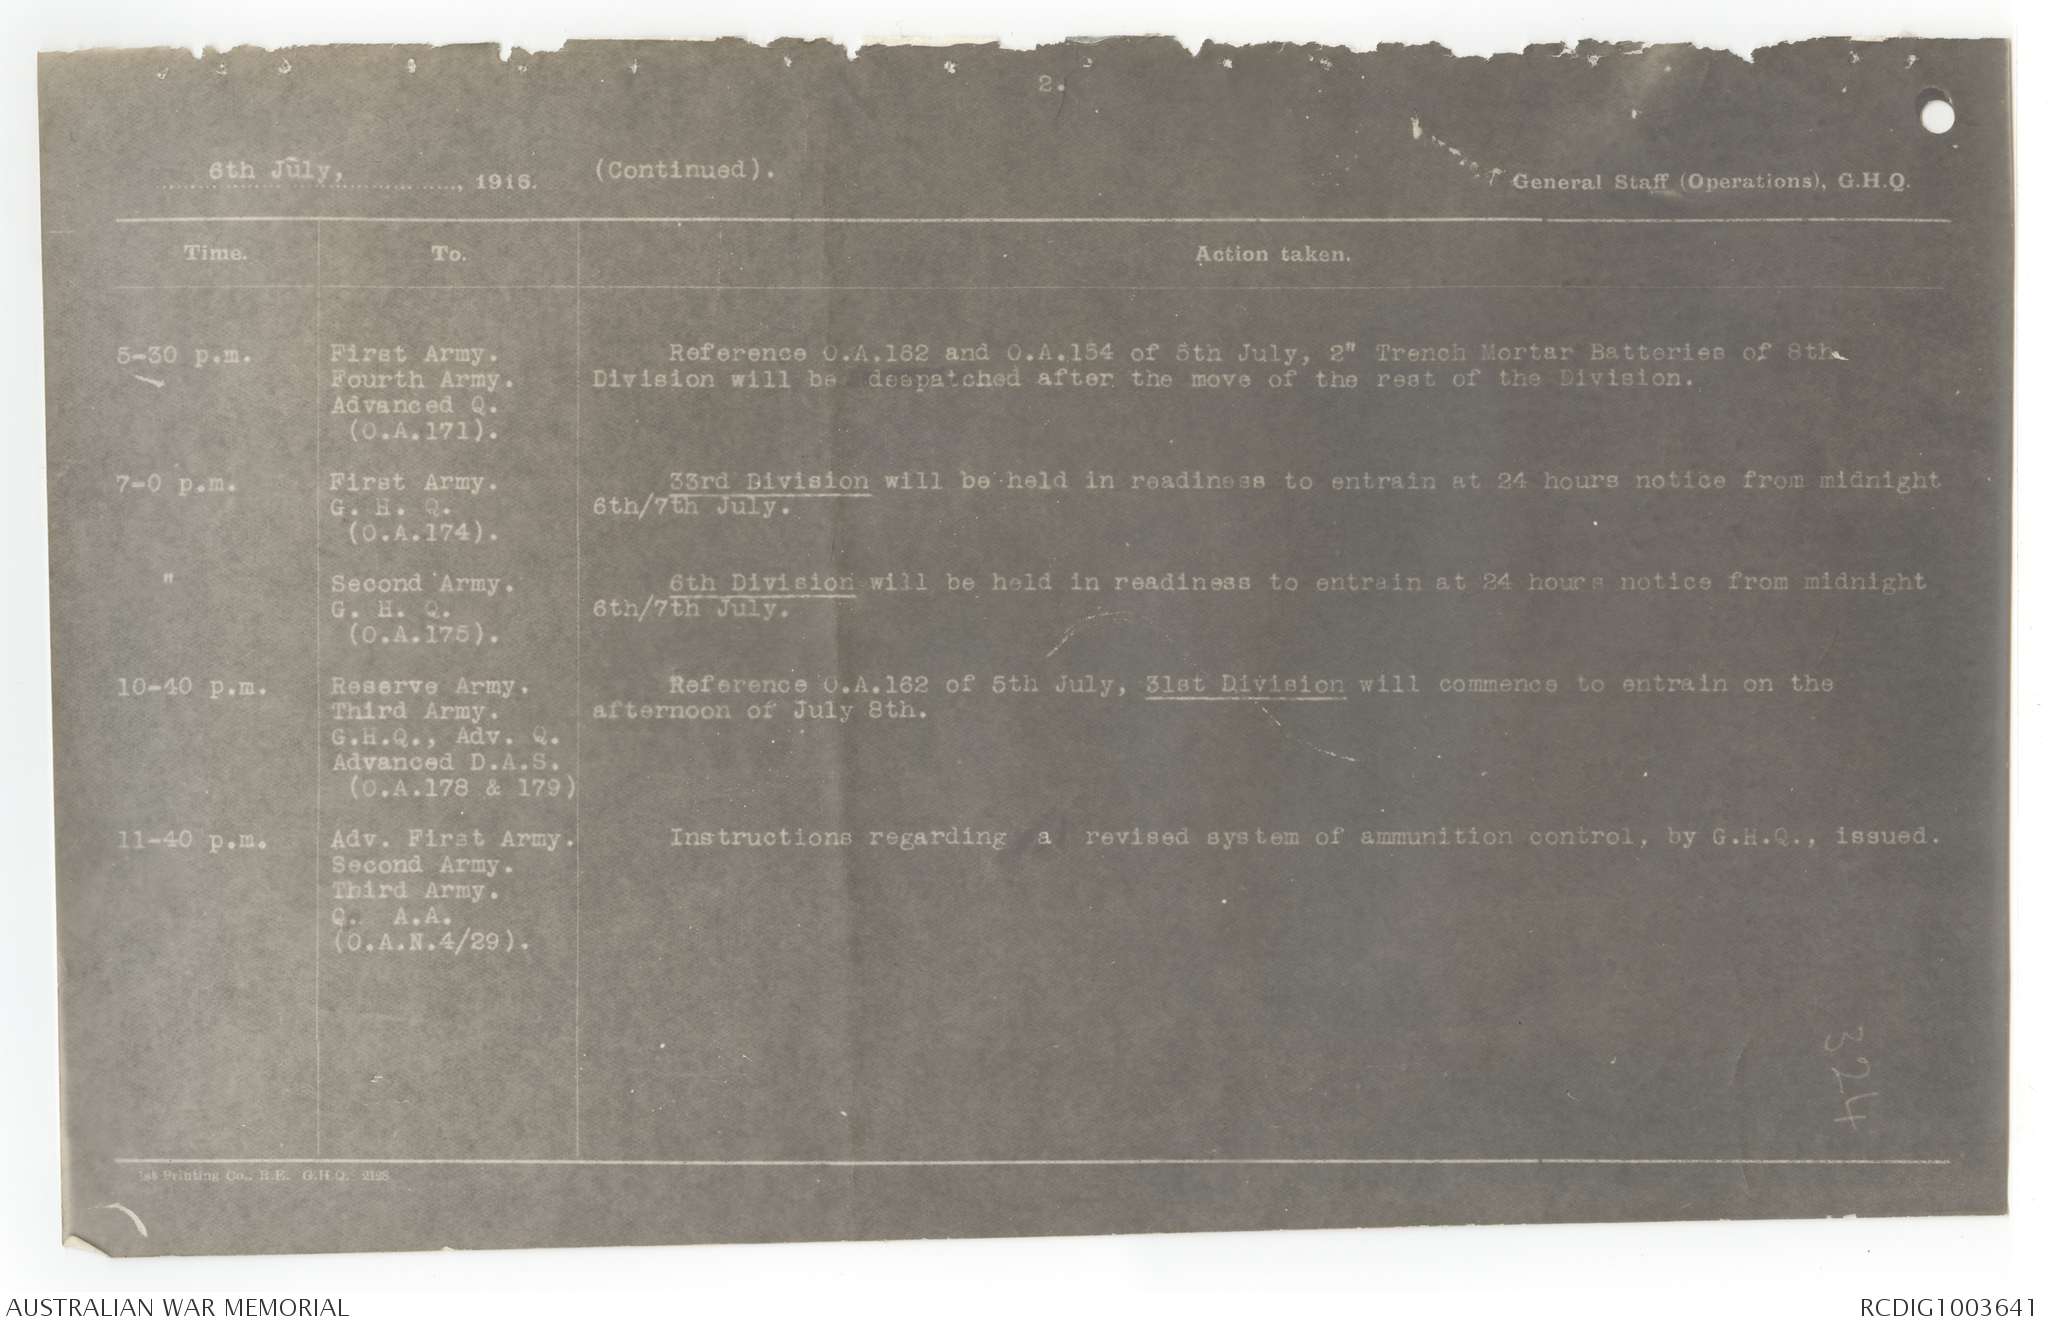 2.
6th July, 1916. (Continued). General Staff (Operations), G.H.Q.
Time. To. Action taken.
5-30 p.m. First Army. Reference O.A.162 and O.A.154 of 5th July, 2" Trench Mortar Batteries of 8th
Fourth Army. Division will be despatched after the move of the rest of the Division.
Advanced Q.
(O.A.171).
7-0 p.m. First Army. 33rd Division will be held in readiness to entrain at 24 hours notice from midnight
G. H. Q. 6th/7th July.
(O.A.174).
" Second Army. 6th Division will be held in readiness to entrain at 24 hours notice from midnight
G. H. Q. 6th/7th July.
(O.A.175).
10-40 p.m. Reserve Army. Reference O.A.162 of 5th July, 31st Division will commence to entrain on the
Third Army. afternoon of July 8th.
G.H.Q., Adv. Q.
Advanced D.A.S.
(O.A.178 & 179)
11-40 p.m. Adv. First Army. Instructions regarding a revised system of ammunition control, by G.H.Q., issued.
Second Army.
Third Army.
Q. A.A.
(O.A.N.4/29).
324
1st Printing Co., R.E. G.H.Q. 2128
AUSTRALIAN WAR MEMORIAL RCDIG1003641